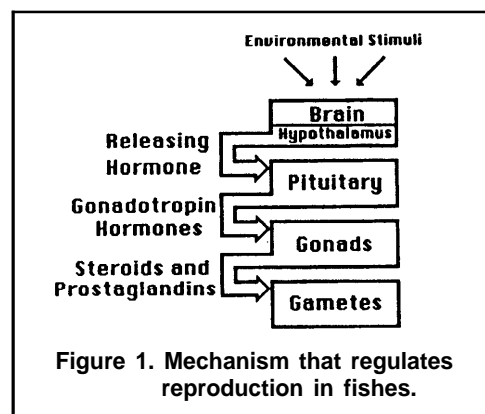 Environmental Stimuli
Brain
Hypothalamus
Releasing
Hormone
Pituitary
Gonadotropin
Hormones
Gonads
Steroids and
Prostaglandins
Gametes
Figure 1. Mechanism that regulates
reproduction in fishes.